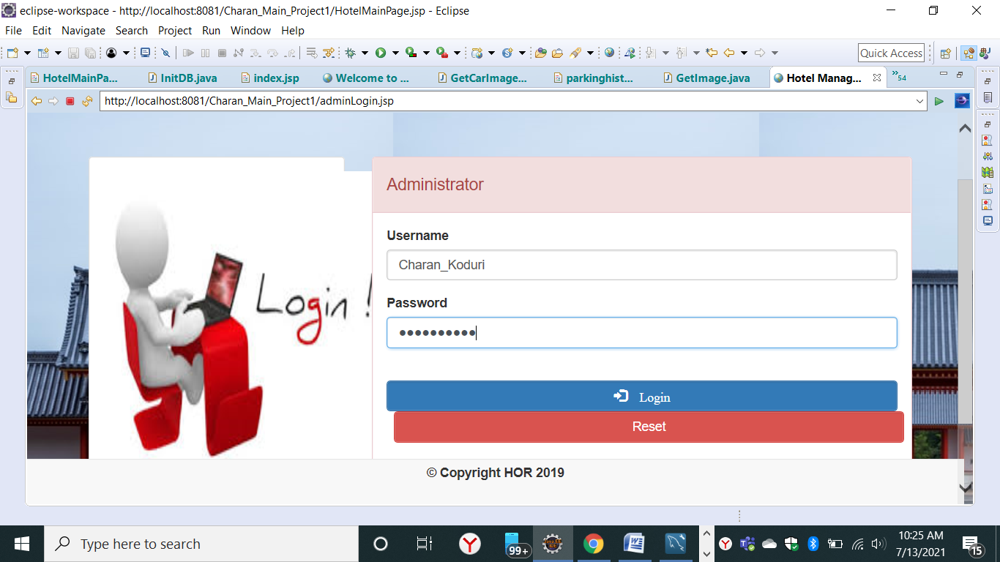 eclipse-workspace - http://localhost:8081/Charan_Main_Project1/HotelMainPage.jsp - Eclipse
File Edit Navigate Search Project Run Window Help
Quick Access
HotelMainPa... InitDB.java index.jsp Welcome to ... GetCarImage... parkinghist... GetImage.java Hotel Manag... »54
http://localhost:8081/Charan_Main_Project1/adminLogin.jsp
Administrator
Username
Charan_Koduri
Password
••••••••••
Login !
Login
Reset
© Copyright HOR 2019
Type here to search
99+
10:25 AM
7/13/2021
15